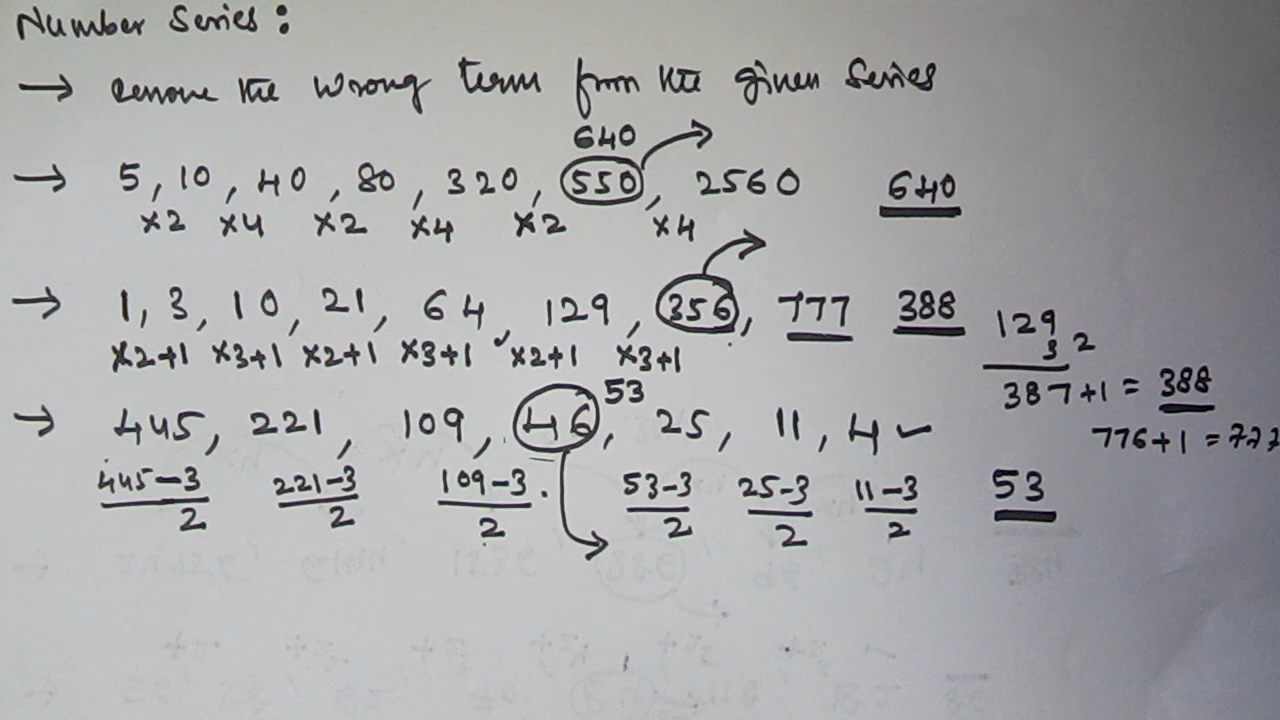 Number Series:
→ remove the wrong term from the given Series
640
→ 5, 10, 40, 80, 320, 550, 2560 640
×2 ×4 ×2 ×4 ×2 ×4
→ 1, 3, 10, 21, 64, 129, 356, 777 388
×2+1 ×3+1 ×2+1 ×3+1 ×2+1 ×3+1
129
3 2
387+1 = 388
776+1 = 777
53
→ 445, 221, 109, 46, 25, 11, 4
445-3/2 221-3/2 109-3/2 53-3/2 25-3/2 11-3/2 53